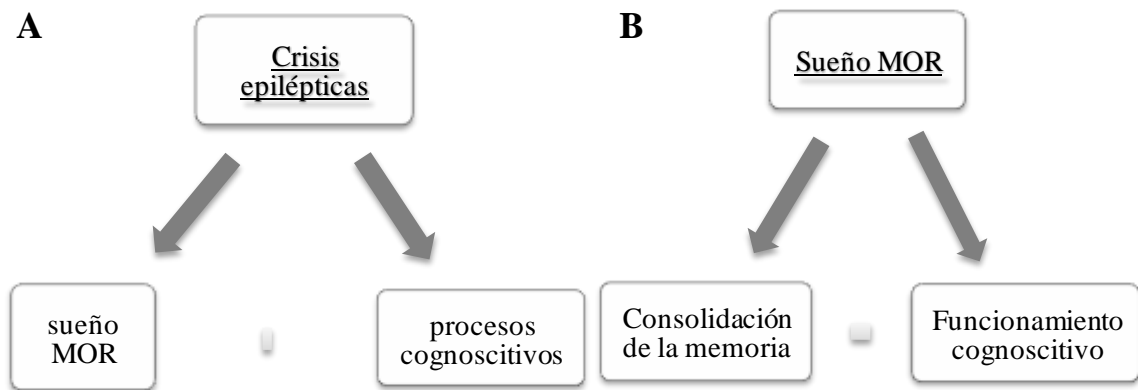 A
Crisis
epilépticas
sueño
MOR
procesos
cognoscitivos
B
Sueño MOR
Consolidación
de la memoria
Funcionamiento
cognoscitivo